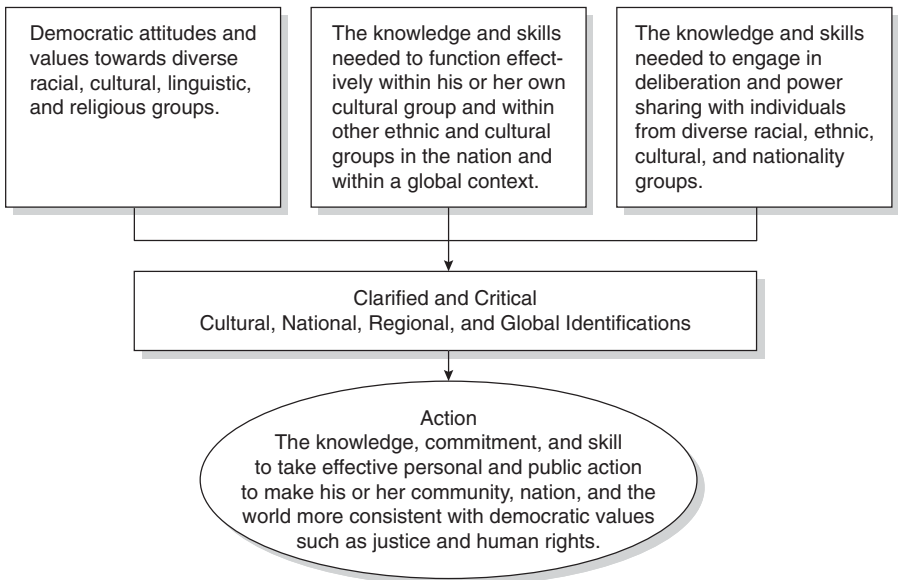 Democratic attitudes and
values towards diverse
racial, cultural, linguistic,
and religious groups.
The knowledge and skills
needed to function effect-
ively within his or her own
cultural group and within
other ethnic and cultural
groups in the nation and
within a global context.
The knowledge and skills
needed to engage in
deliberation and power
sharing with individuals
from diverse racial, ethnic,
cultural, and nationality
groups.
Clarified and Critical
Cultural, National, Regional, and Global Identifications
Action
The knowledge, commitment, and skill
to take effective personal and public action
to make his or her community, nation, and the
world more consistent with democratic values
such as justice and human rights.